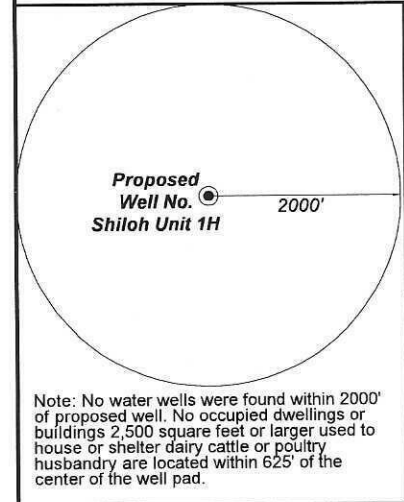 Proposed
Well No.
2000'
Shiloh Unit 1H
Note: No water wells were found within 2000'
of proposed well. No occupied dwellings or
buildings 2,500 square feet or larger used to
house or shelter dairy cattle or poultry
husbandry are located within 625' of the
center of the well pad.